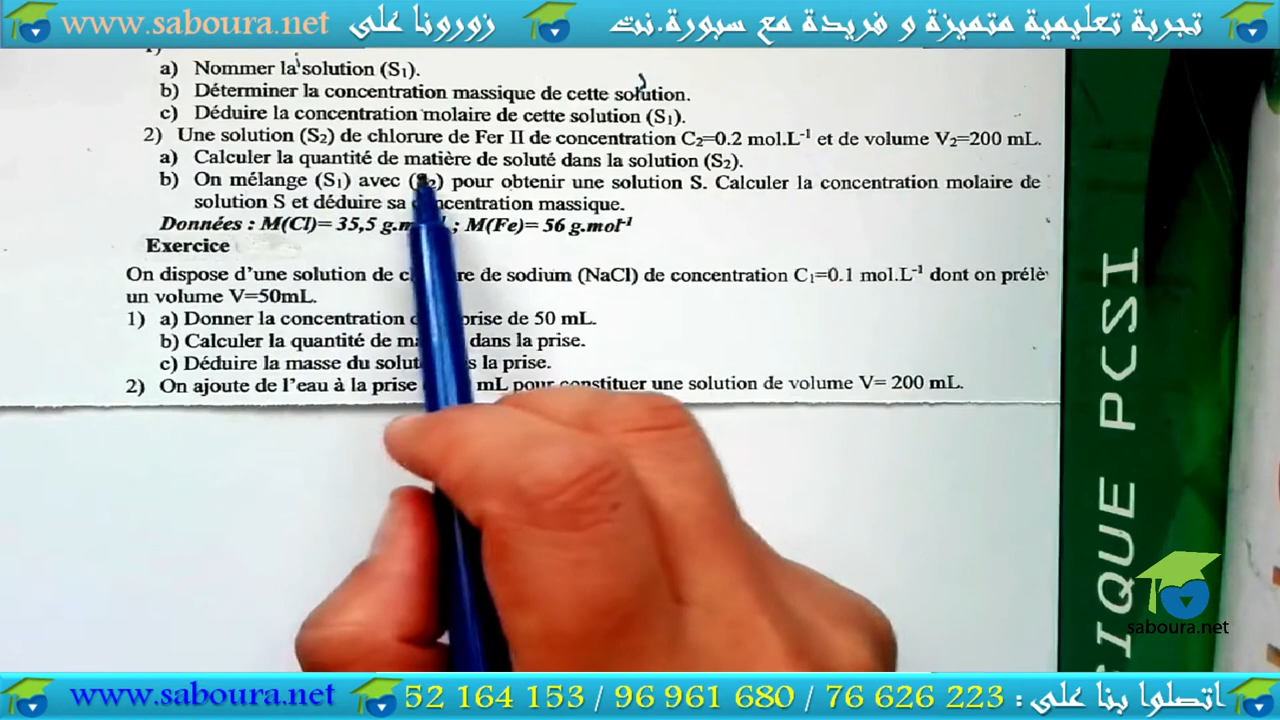 www.saboura.net زورونا على
تجربة تعليمية متميزة و فريدة مع سبورة.نت
1)
a) Nommer la solution (S₁).
b) Déterminer la concentration massique de cette solution.
c) Déduire la concentration molaire de cette solution (S₁).
2) Une solution (S₂) de chlorure de Fer II de concentration C₂=0.2 mol.L⁻¹ et de volume V₂=200 mL.
a) Calculer la quantité de matière de soluté dans la solution (S₂).
b) On mélange (S₁) avec (S₂) pour obtenir une solution S. Calculer la concentration molaire de
solution S et déduire sa concentration massique.
Données : M(Cl)= 35,5 ; M(Fe)= 56 g.mol⁻¹
Exercice
On dispose d'une solution de de sodium (NaCl) de concentration C₁=0.1 mol.L⁻¹ dont on
un volume V=50mL.
1) a) Donner la concentration prise de 50 mL.
b) Calculer la quantité de dans la prise.
c) Déduire la masse du la prise.
2) On ajoute de l'eau à la prise mL pour constituer une solution de volume V= 200 mL.
IQUE PCSI
saboura.net
www.saboura.net 52 164 153 / 96 961 680 / 76 626 223 : اتصلوا بنا على